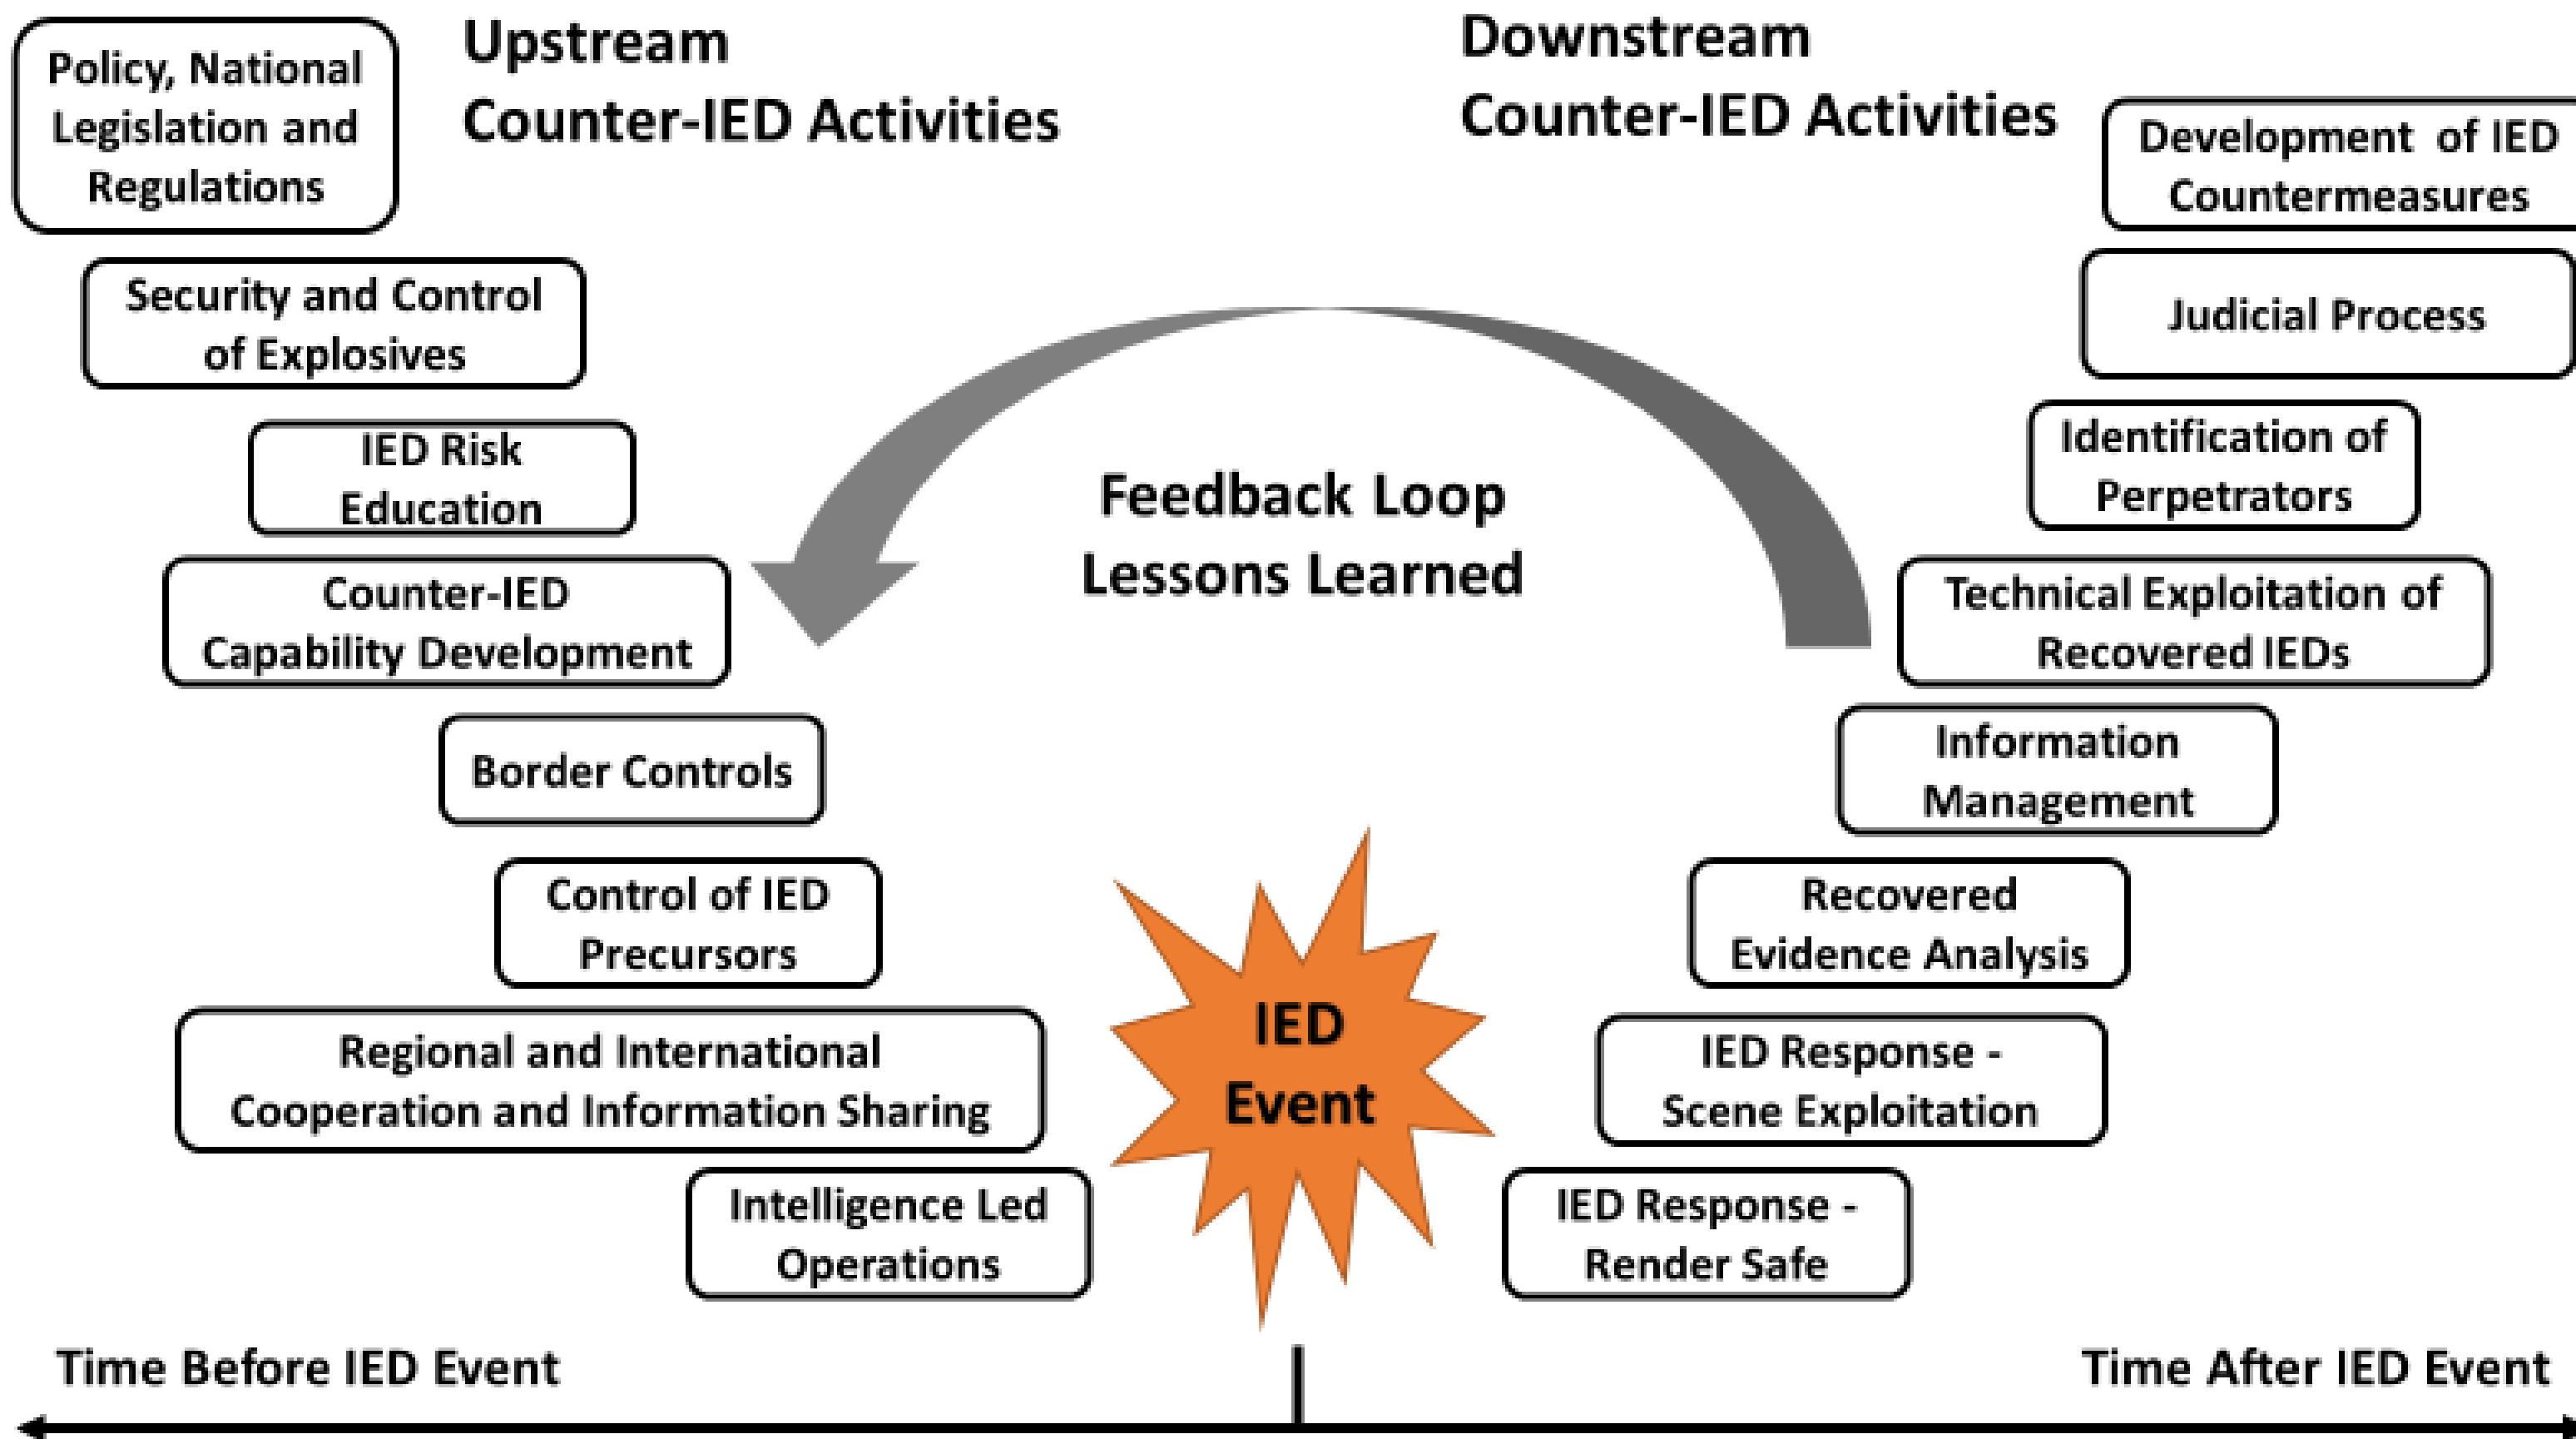 Upstream
Counter-IED Activities
Policy, National
Legislation and
Regulations
Security and Control
of Explosives
IED Risk
Education
Counter-IED
Capability Development
Border Controls
Control of IED
Precursors
Regional and International
Cooperation and Information Sharing
Intelligence Led
Operations
Feedback Loop
Lessons Learned
IED
Event
Downstream
Counter-IED Activities
Development of IED
Countermeasures
Judicial Process
Identification of
Perpetrators
Technical Exploitation of
Recovered IEDs
Information
Management
Recovered
Evidence Analysis
IED Response -
Scene Exploitation
IED Response -
Render Safe
Time Before IED Event
Time After IED Event